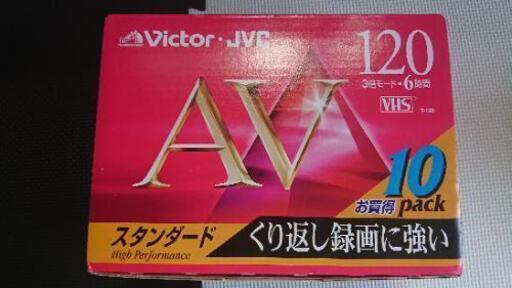 Victor・JVC
120
3倍モード・6時間
VHS
AV
10
お買得 pack
スタンダード
High Performance
くり返し録画に強い